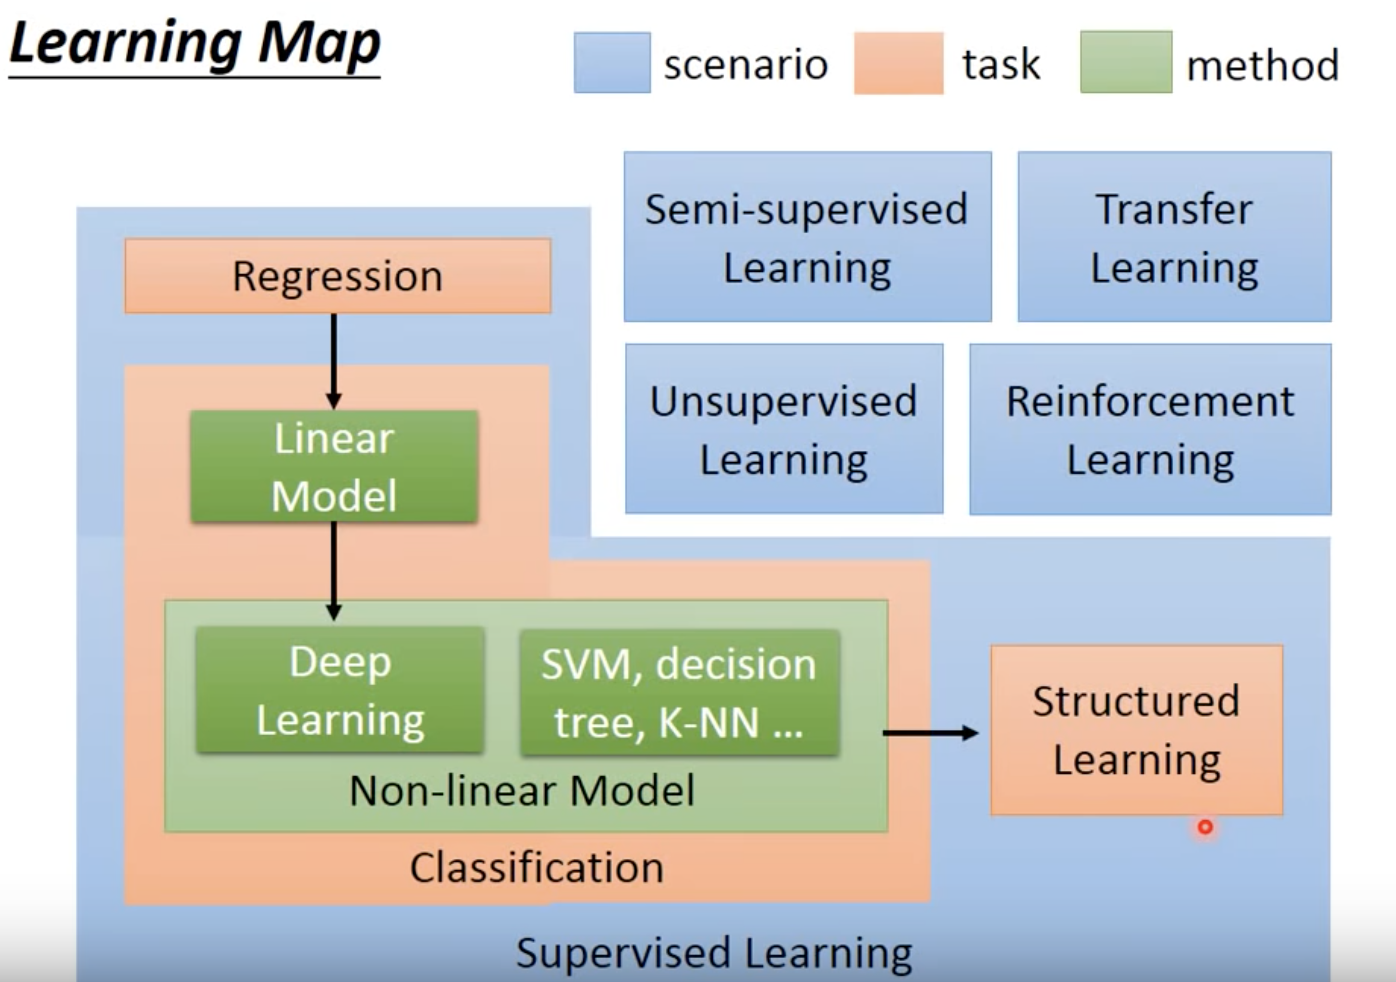 Learning Map
scenario
task
method
Semi-supervised
Learning
Transfer
Learning
Regression
Unsupervised
Learning
Reinforcement
Learning
Linear
Model
Deep
Learning
SVM, decision
tree, K-NN ...
Non-linear Model
Structured
Learning
Classification
Supervised Learning